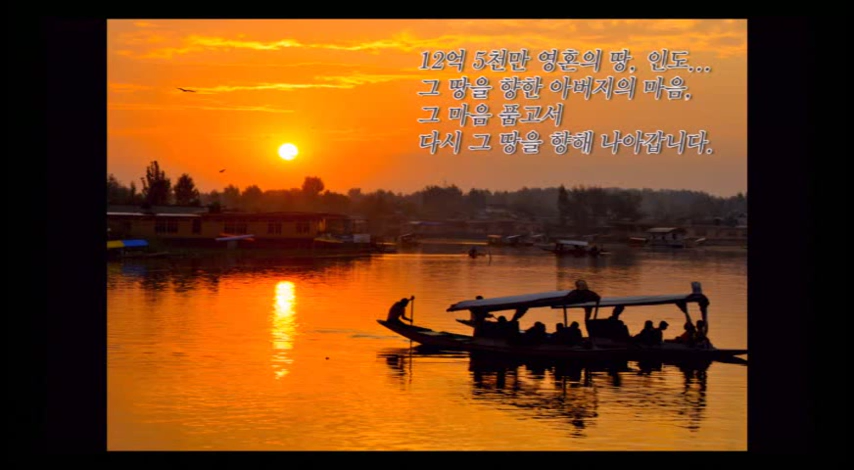 12억 5천만 영혼의 땅, 인도...
그 땅을 향한 아버지의 마음,
그 마음 품고서
다시 그 땅을 향해 나아갑니다.